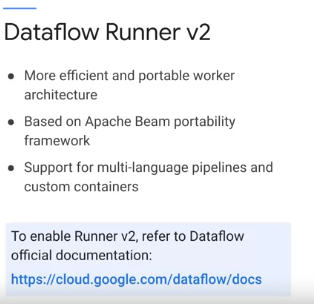 Dataflow Runner v2
● More efficient and portable worker
architecture
● Based on Apache Beam portability
framework
● Support for multi-language pipelines and
custom containers
To enable Runner v2, refer to Dataflow
official documentation:
https://cloud.google.com/dataflow/docs